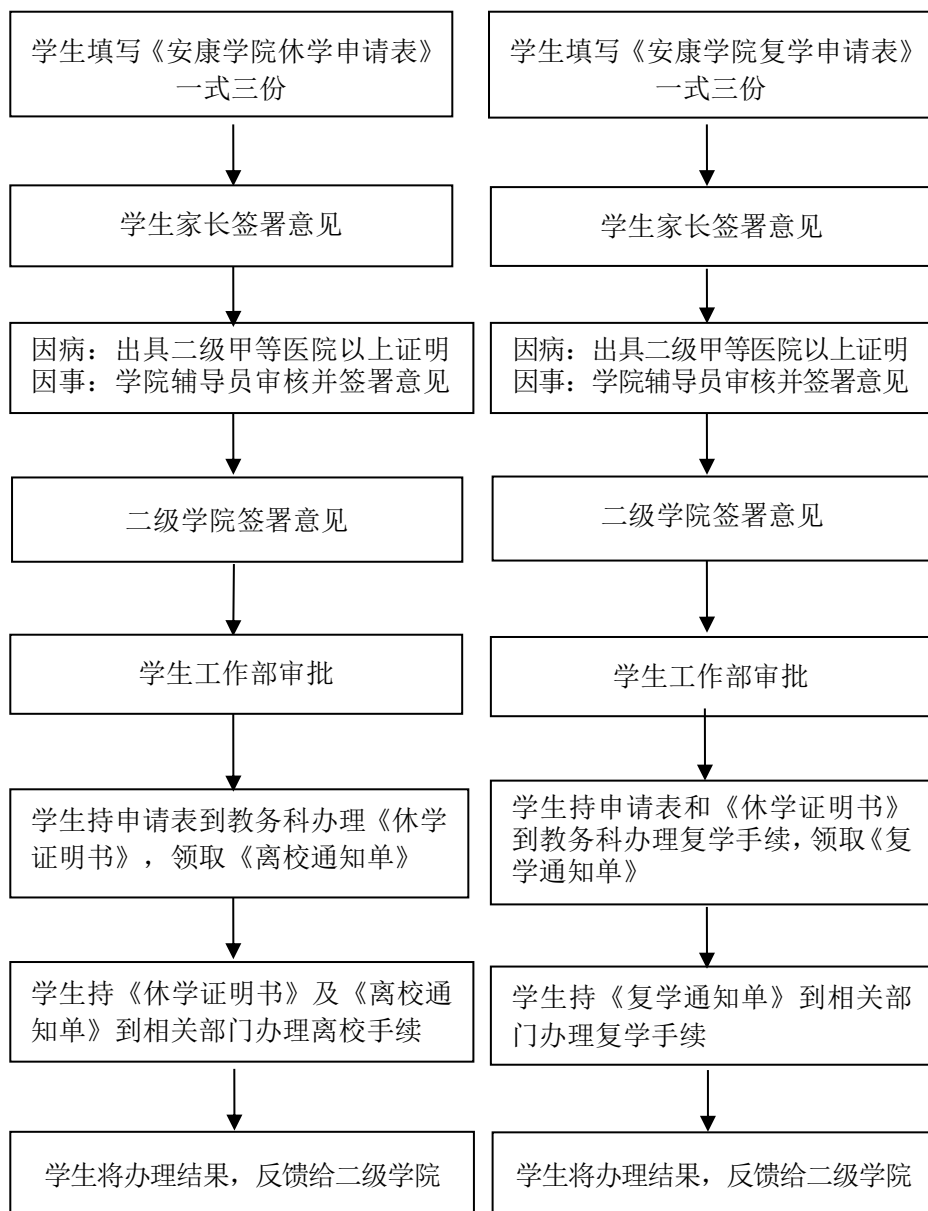 学生填写《安康学院休学申请表》
一式三份
学生家长签署意见
因病：出具二级甲等医院以上证明
因事：学院辅导员审核并签署意见
二级学院签署意见
学生工作部审批
学生持申请表到教务科办理《休学
证明书》，领取《离校通知单》
学生持《休学证明书》及《离校通
知单》到相关部门办理离校手续
学生将办理结果，反馈给二级学院
学生填写《安康学院复学申请表》
一式三份
学生家长签署意见
因病：出具二级甲等医院以上证明
因事：学院辅导员审核并签署意见
二级学院签署意见
学生工作部审批
学生持申请表和《休学证明书》
到教务科办理复学手续，领取《复
学通知单》
学生持《复学通知单》到相关部
门办理复学手续
学生将办理结果，反馈给二级学院